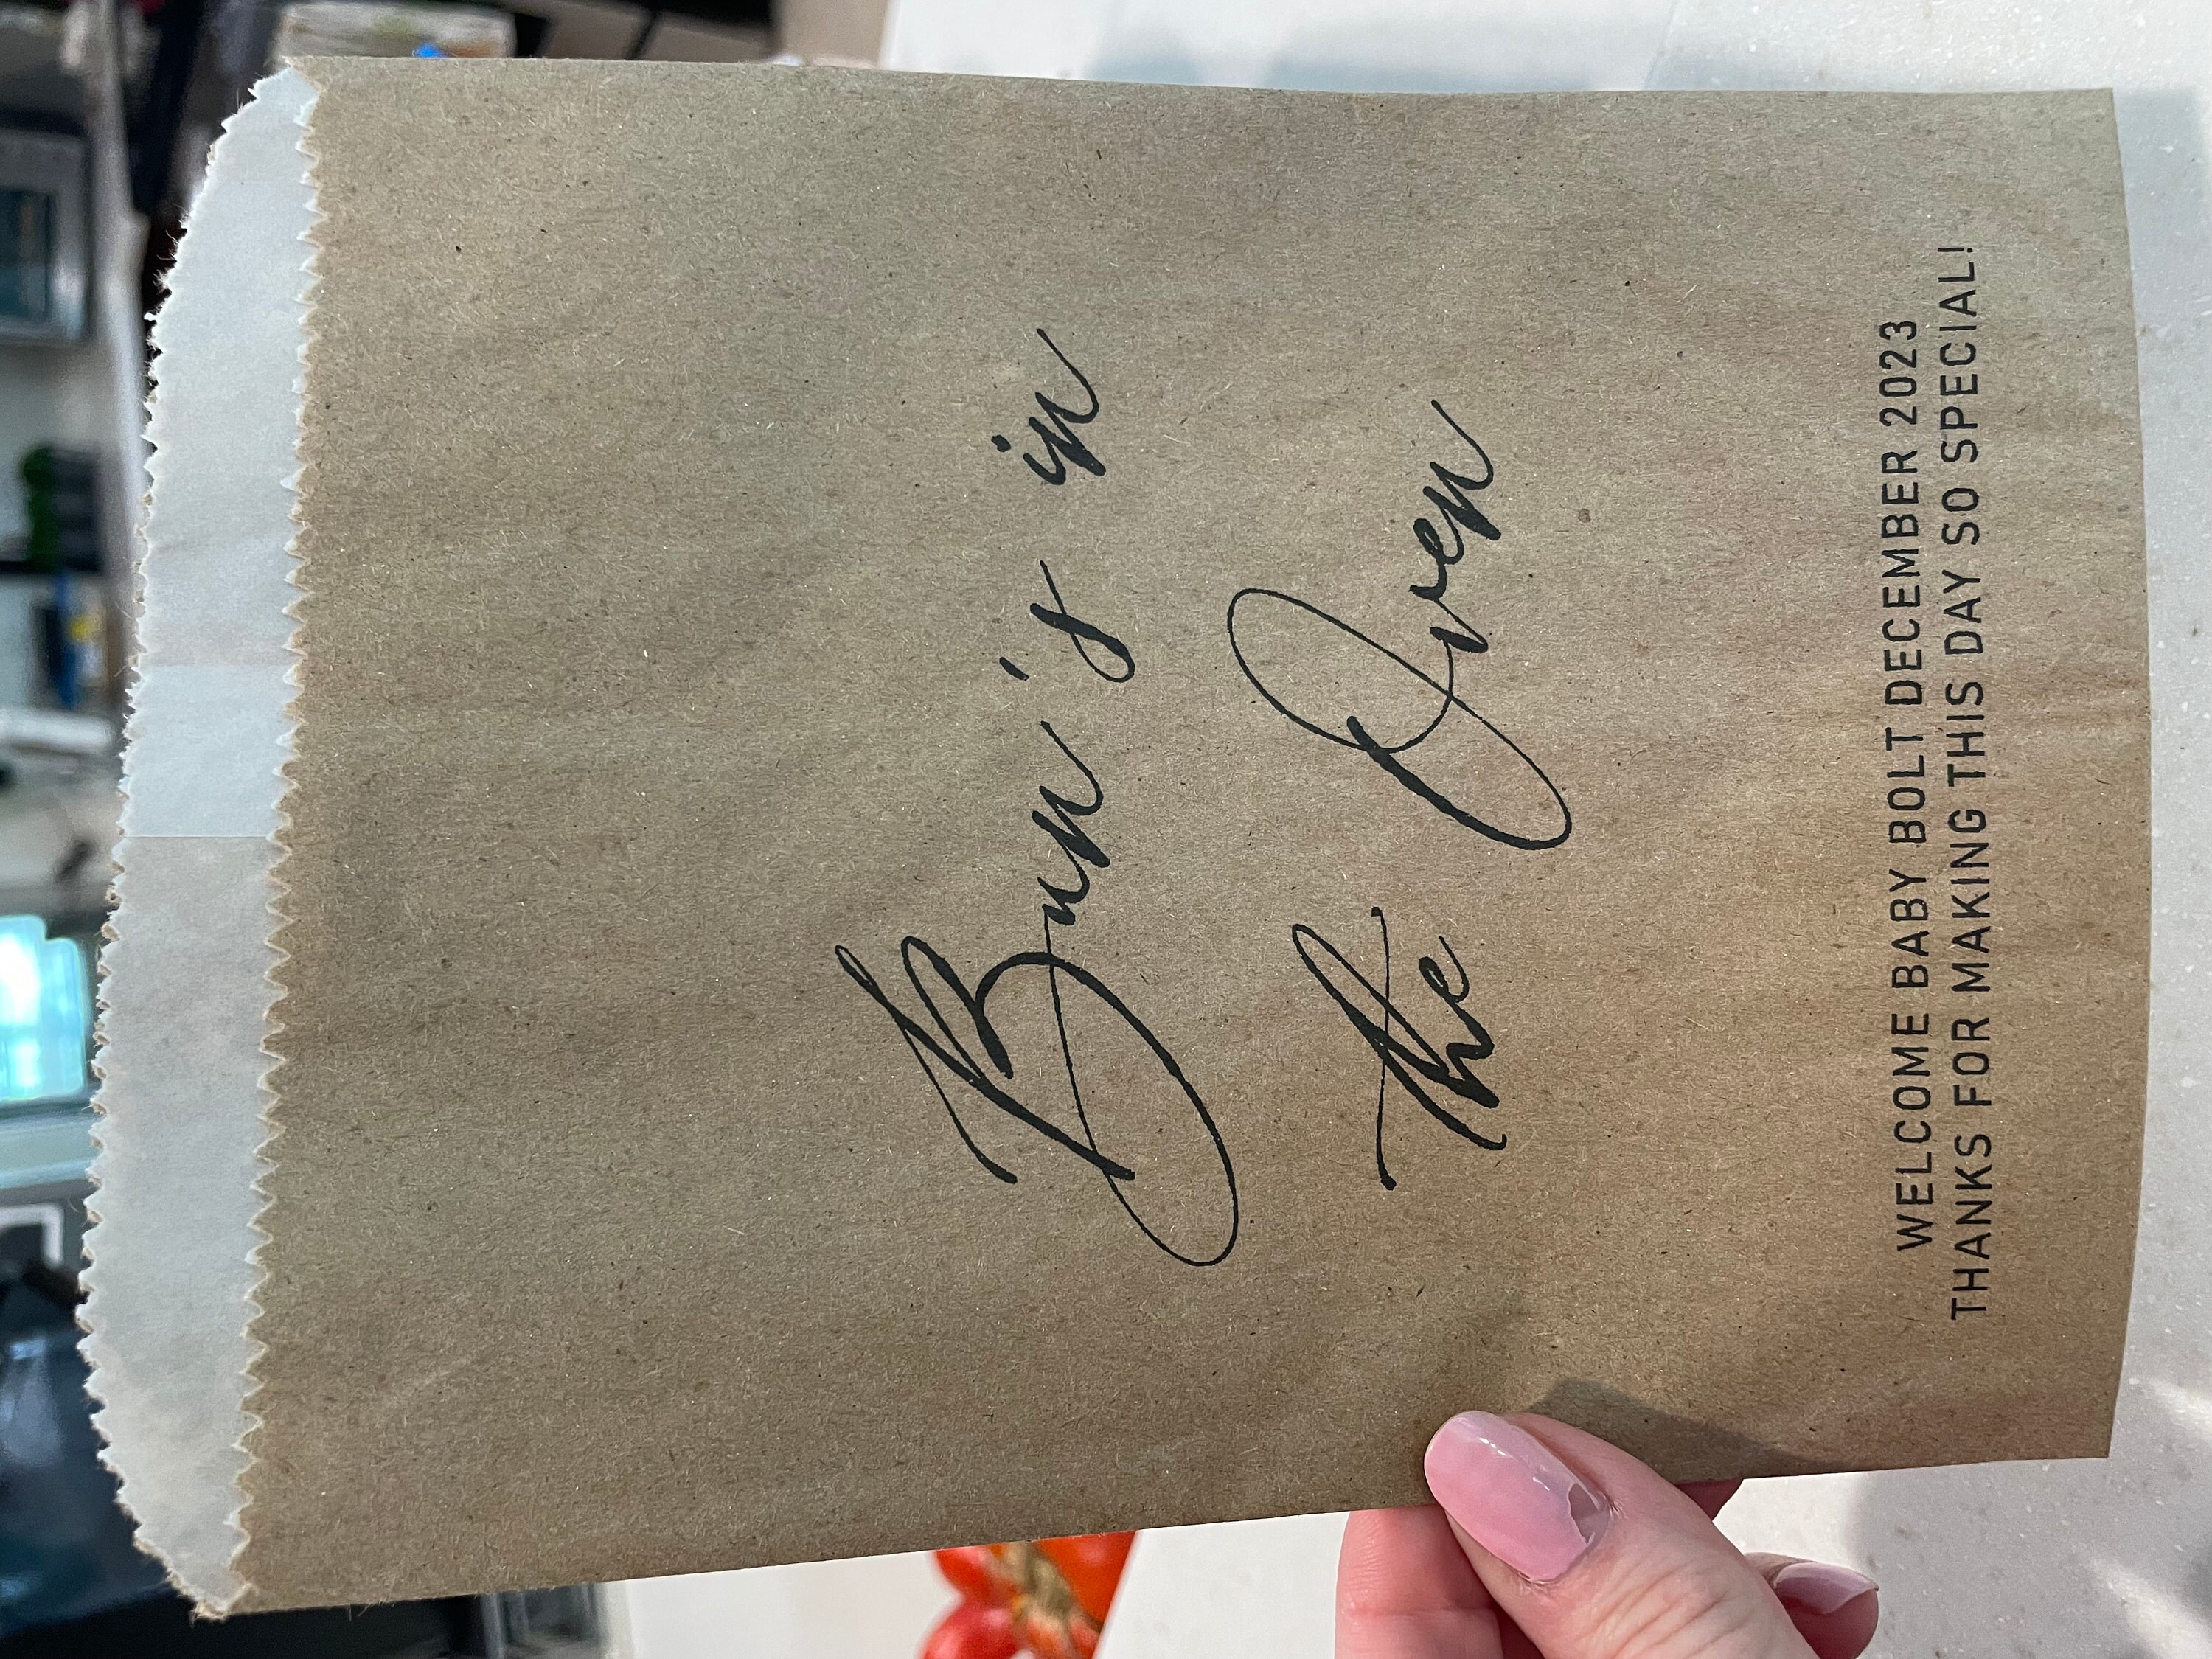 Bun's in
the Oven
WELCOME BABY BOLT DECEMBER 2023
THANKS FOR MAKING THIS DAY SO SPECIAL!